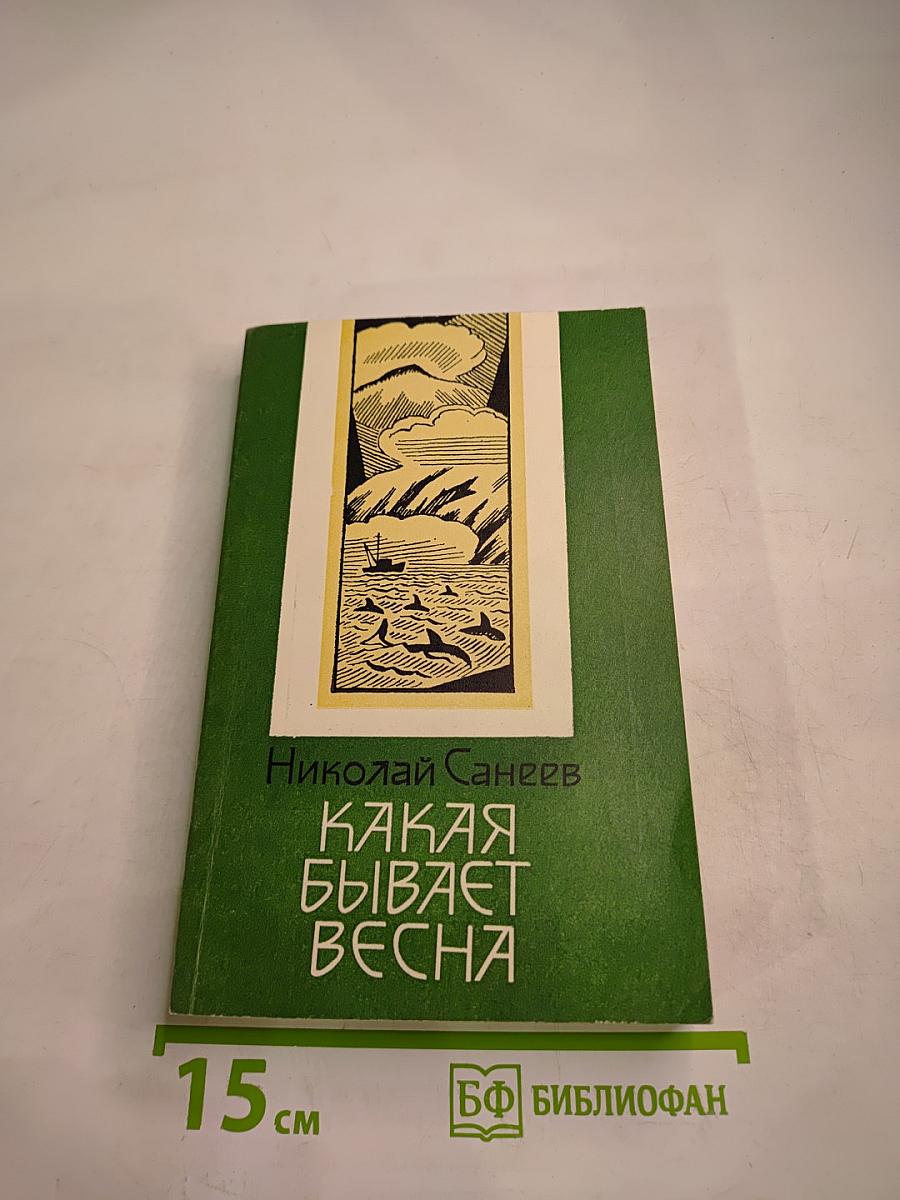 Николай Санеев
КАКАЯ
БЫВАЕТ
ВЕСНА
15 см
БФ БИБЛИОФАН